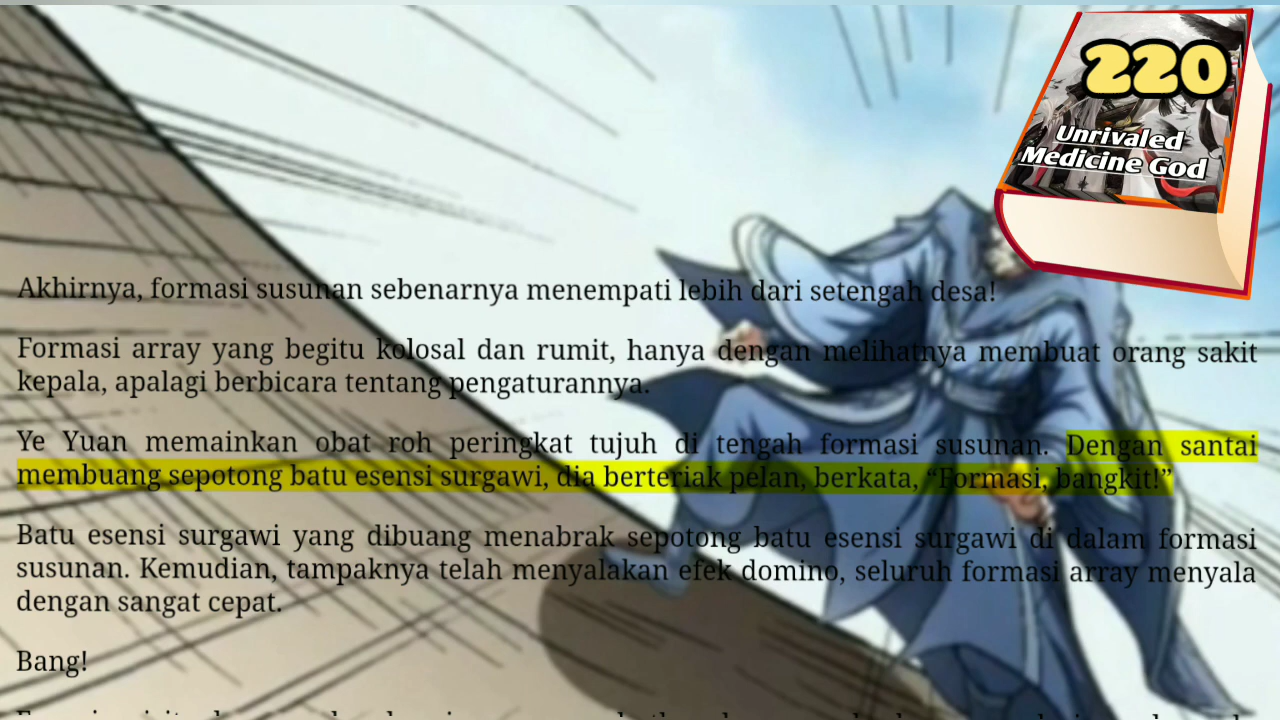 220
Unrivaled
Medicine God
Akhirnya, formasi susunan sebenarnya menempati lebih dari setengah desa!
Formasi array yang begitu kolosal dan rumit, hanya dengan melihatnya membuat orang sakit
kepala, apalagi berbicara tentang pengaturannya.
Ye Yuan memainkan obat roh peringkat tujuh di tengah formasi susunan. Dengan santai
membuang sepotong batu esensi surgawi, dia berteriak pelan, berkata, “Formasi, bangkit!”
Batu esensi surgawi yang dibuang menabrak sepotong batu esensi surgawi di dalam formasi
susunan. Kemudian, tampaknya telah menyalakan efek domino, seluruh formasi array menyala
dengan sangat cepat.
Bang!